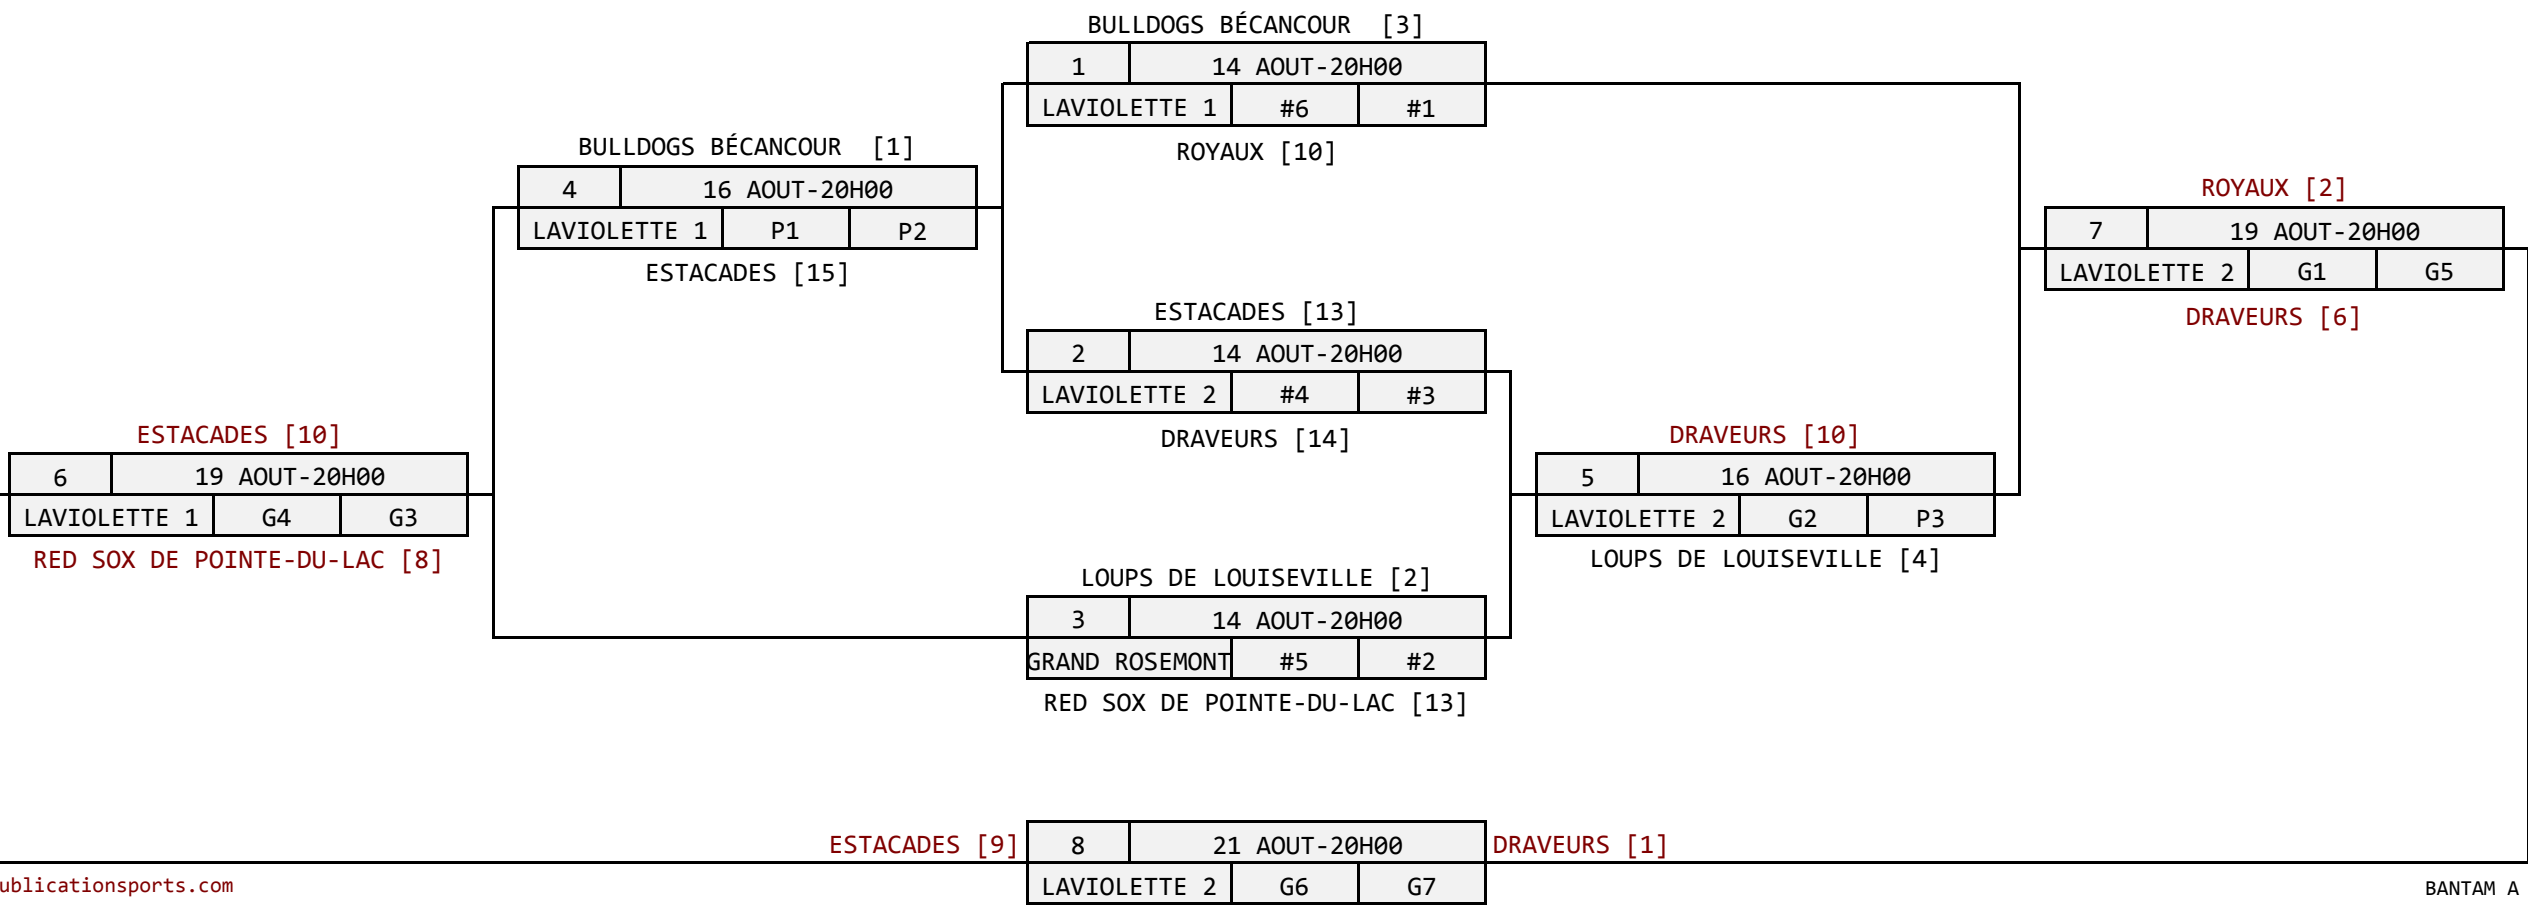 BULLDOGS BÉCANCOUR [3]
1 14 AOUT-20H00
LAVIOLETTE 1 #6 #1
ROYAUX [10]
BULLDOGS BÉCANCOUR [1]
4 16 AOUT-20H00
LAVIOLETTE 1 P1 P2
ESTACADES [15]
ROYAUX [2]
7 19 AOUT-20H00
LAVIOLETTE 2 G1 G5
DRAVEURS [6]
ESTACADES [13]
2 14 AOUT-20H00
LAVIOLETTE 2 #4 #3
DRAVEURS [14]
ESTACADES [10]
6 19 AOUT-20H00
LAVIOLETTE 1 G4 G3
RED SOX DE POINTE-DU-LAC [8]
DRAVEURS [10]
5 16 AOUT-20H00
LAVIOLETTE 2 G2 P3
LOUPS DE LOUISEVILLE [4]
LOUPS DE LOUISEVILLE [2]
3 14 AOUT-20H00
GRAND ROSEMONT #5 #2
RED SOX DE POINTE-DU-LAC [13]
ESTACADES [9] 8 21 AOUT-20H00 DRAVEURS [1]
LAVIOLETTE 2 G6 G7
ublicationsports.com
BANTAM A